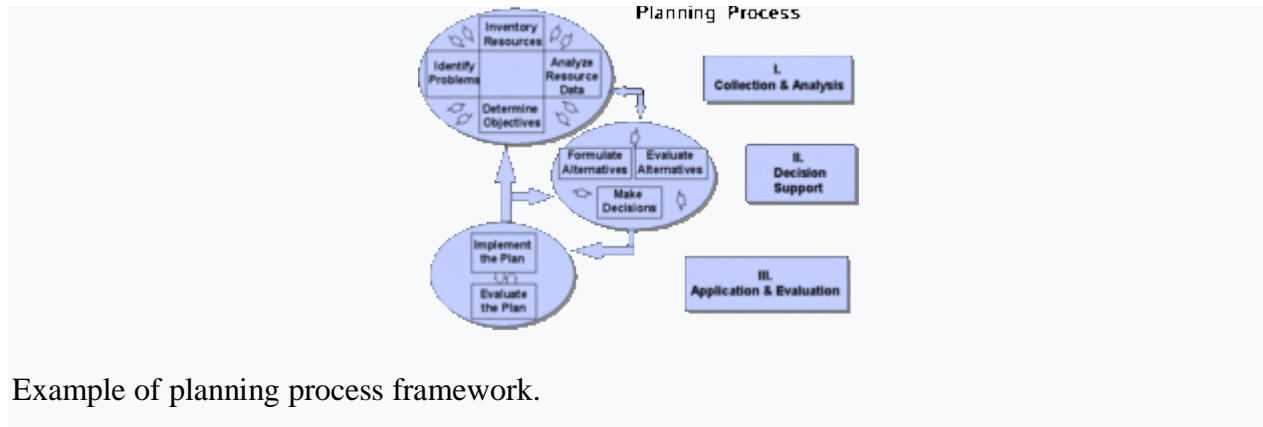 Planning Process
Inventory
Resources
Identify
Problems
Analyze
Resource
Data
Determine
Objectives
I.
Collection & Analysis
Formulate
Alternatives
Evaluate
Alternatives
Make
Decisions
II.
Decision
Support
Implement
the Plan
Evaluate
the Plan
III.
Application & Evaluation
Example of planning process framework.